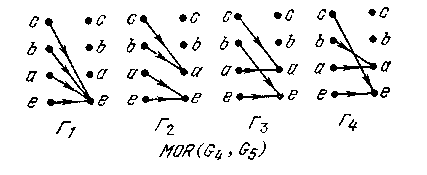 c c c c c c c c
b b b b b b b b
a a a a a a a a
e e e e e e e e
Γ1 Γ2 Γ3 Γ4
MOR(G4, G5)